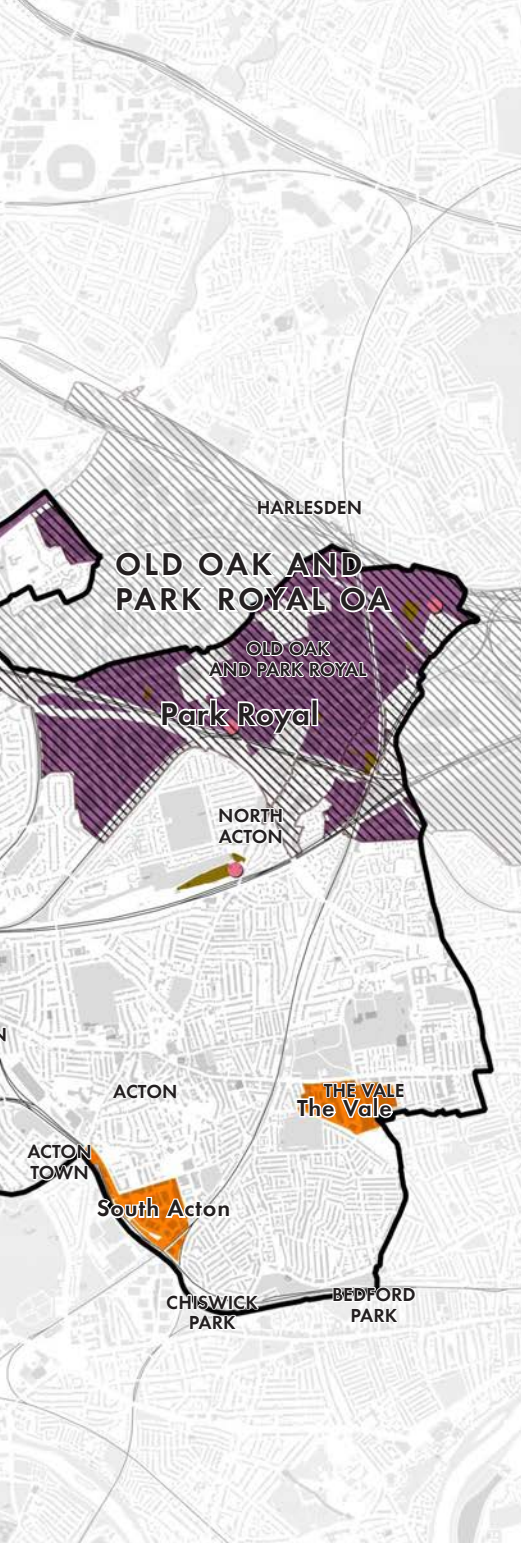 HARLESDEN
OLD OAK AND
PARK ROYAL OA
OLD OAK
AND PARK ROYAL
Park Royal
NORTH
ACTON
N
ACTON
THE VALE
The Vale
ACTON
TOWN
South Acton
CHISWICK
PARK
BEDFORD
PARK